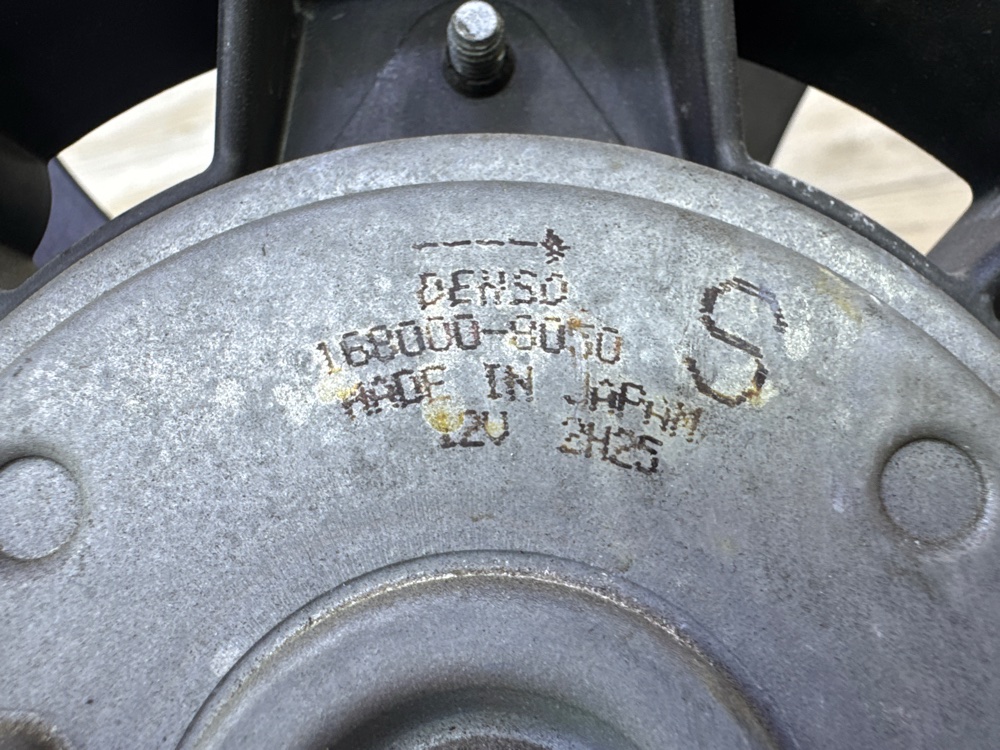 DENSO
168000-8050
MADE IN JAPAN
12V 2H25
S